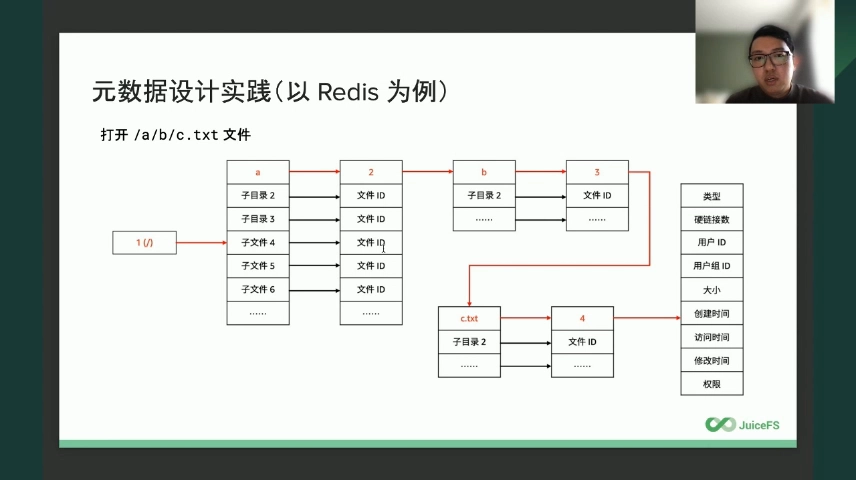 元数据设计实践（以 Redis 为例）
打开 /a/b/c.txt 文件
1 (/)
a
子目录 2
子目录 3
子文件 4
子文件 5
子文件 6
……
2
文件 ID
文件 ID
文件 ID
文件 ID
文件 ID
……
b
子目录 2
……
3
文件 ID
……
c.txt
子目录 2
……
4
文件 ID
……
类型
硬链接数
用户 ID
用户组 ID
大小
创建时间
访问时间
修改时间
权限
JuiceFS